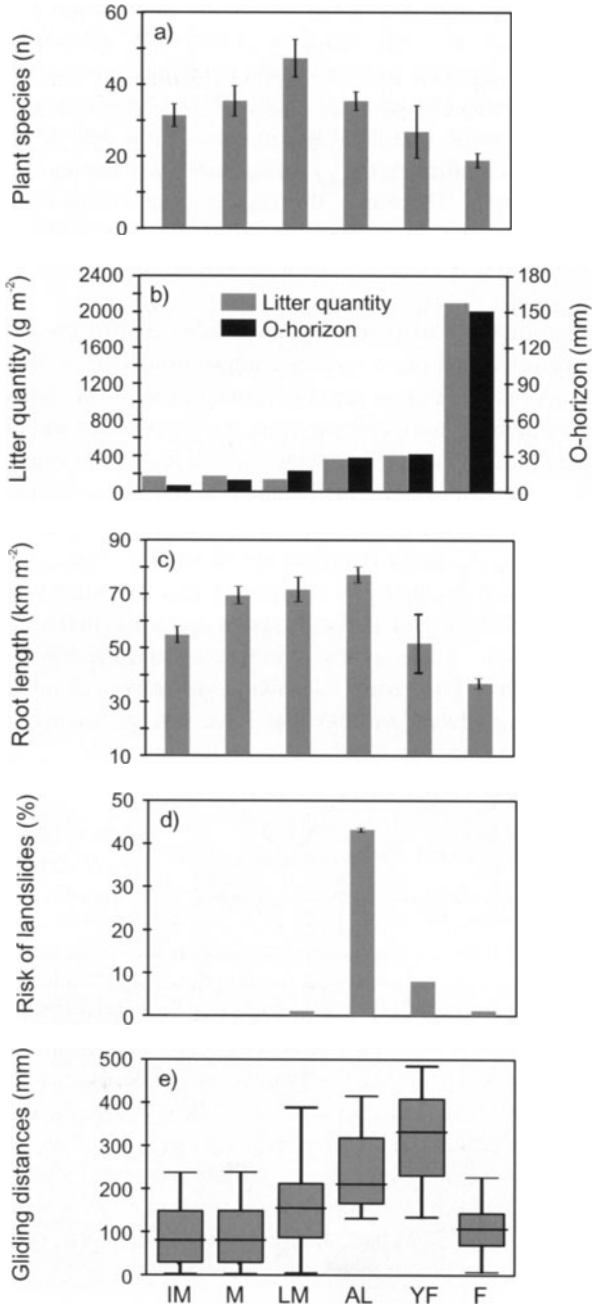 a)
Plant species (n)
60
40
20
0
b)
Litter quantity (g m-2)
2400
2000
1600
1200
800
400
0
Litter quantity
O-horizon
180
150
120
90
60
30
0
O-horizon (mm)
c)
Root length (km m-2)
90
70
50
30
10
d)
Risk of landslides (%)
50
40
30
20
10
0
e)
Gliding distances (mm)
500
400
300
200
100
0
IM M LM AL YF F